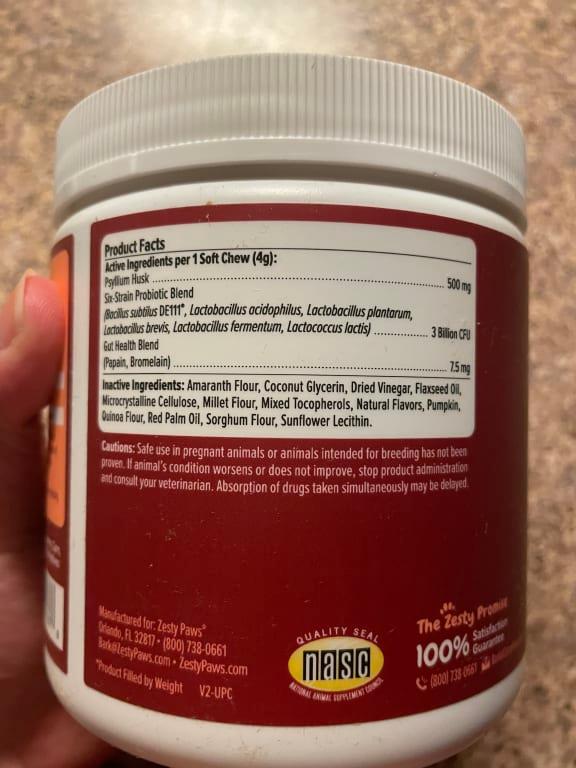 Product Facts
Active Ingredients per 1 Soft Chew (4g):
Psyllium Husk ........ 500 mg
Six-Strain Probiotic Blend
(Bacillus subtilus DE111®, Lactobacillus acidophilus, Lactobacillus plantarum,
Lactobacillus brevis, Lactobacillus fermentum, Lactococcus lactis) ........ 3 Billion CFU
Gut Health Blend
(Papain, Bromelain) ........ 7.5 mg
Inactive Ingredients: Amaranth Flour, Coconut Glycerin, Dried Vinegar, Flaxseed Oil,
Microcrystalline Cellulose, Millet Flour, Mixed Tocopherols, Natural Flavors, Pumpkin,
Quinoa Flour, Red Palm Oil, Sorghum Flour, Sunflower Lecithin.
Cautions: Safe use in pregnant animals or animals intended for breeding has not been
proven. If animal's condition worsens or does not improve, stop product administration
and consult your veterinarian. Absorption of drugs taken simultaneously may be delayed.
Manufactured for: Zesty Paws®
Orlando, FL 32817 • (800) 738-0661
Bark@ZestyPaws.com • ZestyPaws.com
*Product Filled by Weight V2-UPC
QUALITY SEAL
nasc
NATIONAL ANIMAL SUPPLEMENT COUNCIL
The Zesty Promise
100% Satisfaction
Guarantee
(800) 738-0661